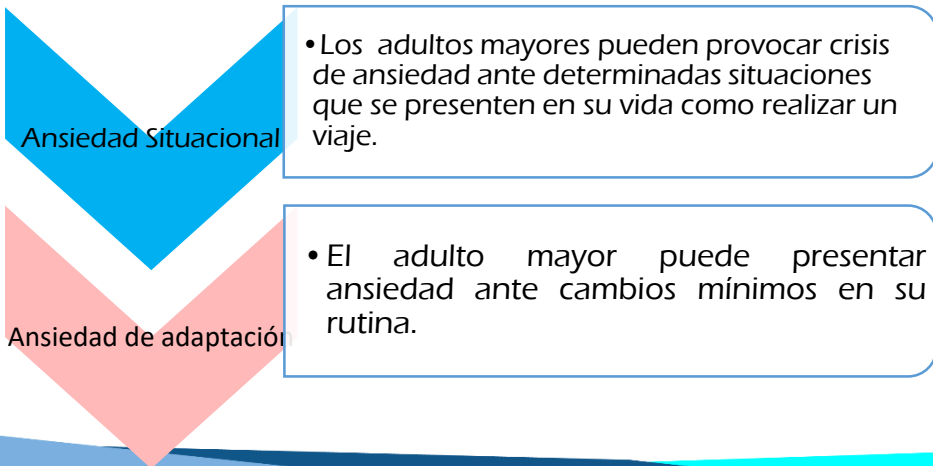 Ansiedad Situacional
•Los adultos mayores pueden provocar crisis
de ansiedad ante determinadas situaciones
que se presenten en su vida como realizar un
viaje.
Ansiedad de adaptación
•El adulto mayor puede presentar
ansiedad ante cambios mínimos en su
rutina.